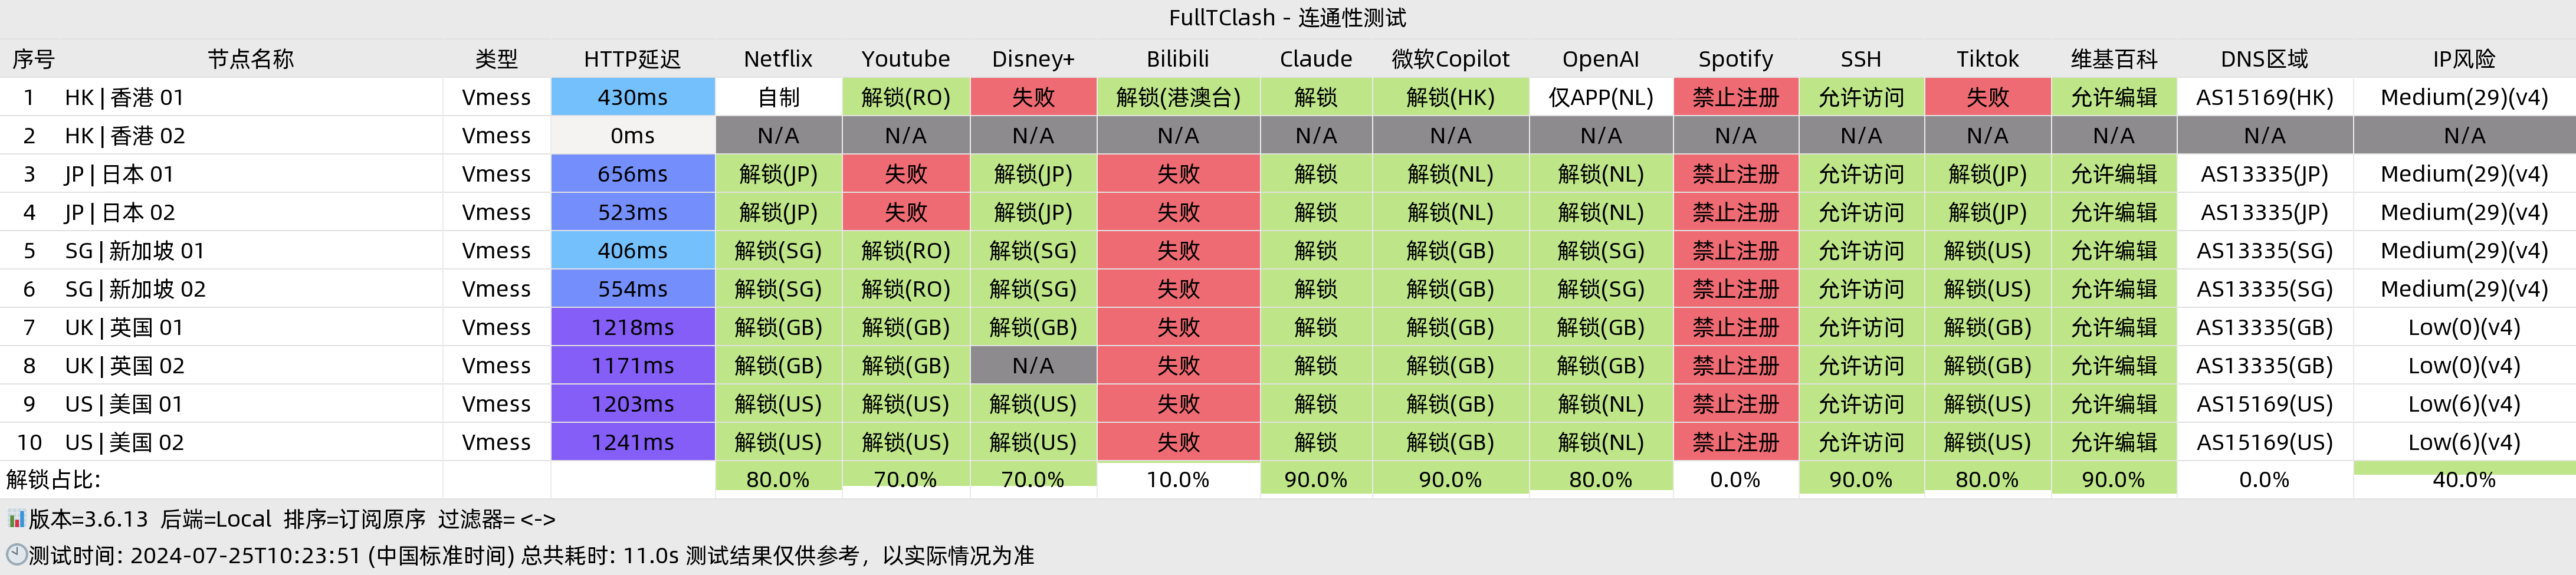 FullTClash - 连通性测试
序号 节点名称 类型 HTTP延迟 Netflix Youtube Disney+ Bilibili Claude 微软Copilot OpenAI Spotify SSH Tiktok 维基百科 DNS区域 IP风险
1 HK | 香港 01 Vmess 430ms 自制 解锁(RO) 失败 解锁(港澳台) 解锁 解锁(HK) 仅APP(NL) 禁止注册 允许访问 失败 允许编辑 AS15169(HK) Medium(29)(v4)
2 HK | 香港 02 Vmess 0ms N/A N/A N/A N/A N/A N/A N/A N/A N/A N/A N/A N/A N/A
3 JP | 日本 01 Vmess 656ms 解锁(JP) 失败 解锁(JP) 失败 解锁 解锁(NL) 解锁(NL) 禁止注册 允许访问 解锁(JP) 允许编辑 AS13335(JP) Medium(29)(v4)
4 JP | 日本 02 Vmess 523ms 解锁(JP) 失败 解锁(JP) 失败 解锁 解锁(NL) 解锁(NL) 禁止注册 允许访问 解锁(JP) 允许编辑 AS13335(JP) Medium(29)(v4)
5 SG | 新加坡 01 Vmess 406ms 解锁(SG) 解锁(RO) 解锁(SG) 失败 解锁 解锁(GB) 解锁(SG) 禁止注册 允许访问 解锁(US) 允许编辑 AS13335(SG) Medium(29)(v4)
6 SG | 新加坡 02 Vmess 554ms 解锁(SG) 解锁(RO) 解锁(SG) 失败 解锁 解锁(GB) 解锁(SG) 禁止注册 允许访问 解锁(US) 允许编辑 AS13335(SG) Medium(29)(v4)
7 UK | 英国 01 Vmess 1218ms 解锁(GB) 解锁(GB) 解锁(GB) 失败 解锁 解锁(GB) 解锁(GB) 禁止注册 允许访问 解锁(GB) 允许编辑 AS13335(GB) Low(0)(v4)
8 UK | 英国 02 Vmess 1171ms 解锁(GB) 解锁(GB) N/A 失败 解锁 解锁(GB) 解锁(GB) 禁止注册 允许访问 解锁(GB) 允许编辑 AS13335(GB) Low(0)(v4)
9 US | 美国 01 Vmess 1203ms 解锁(US) 解锁(US) 解锁(US) 失败 解锁 解锁(GB) 解锁(NL) 禁止注册 允许访问 解锁(US) 允许编辑 AS15169(US) Low(6)(v4)
10 US | 美国 02 Vmess 1241ms 解锁(US) 解锁(US) 解锁(US) 失败 解锁 解锁(GB) 解锁(NL) 禁止注册 允许访问 解锁(US) 允许编辑 AS15169(US) Low(6)(v4)
解锁占比: 80.0% 70.0% 70.0% 10.0% 90.0% 90.0% 80.0% 0.0% 90.0% 80.0% 90.0% 0.0% 40.0%
版本=3.6.13 后端=Local 排序=订阅原序 过滤器= <->
测试时间: 2024-07-25T10:23:51 (中国标准时间) 总共耗时: 11.0s 测试结果仅供参考，以实际情况为准